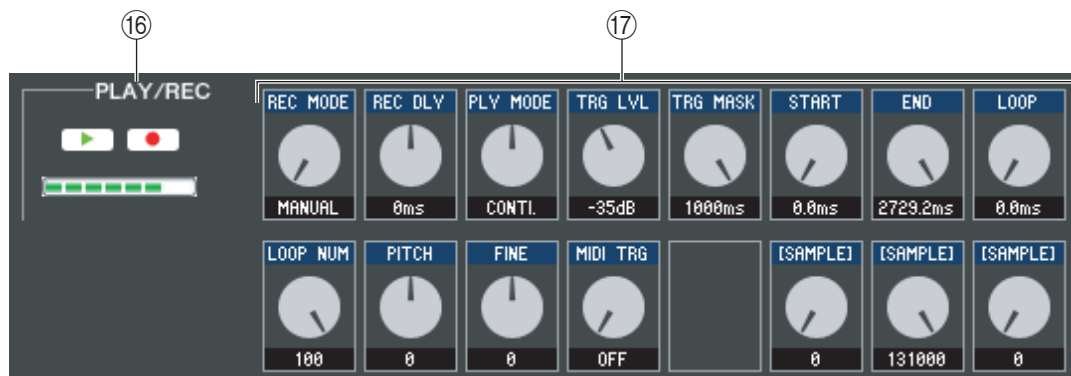 ⑯ ⑰
PLAY/REC
REC MODE REC DLY PLY MODE TRG LVL TRG MASK START END LOOP
MANUAL 0ms CONTI. -35dB 1000ms 0.0ms 2729.2ms 0.0ms
LOOP NUM PITCH FINE MIDI TRG [SAMPLE] [SAMPLE] [SAMPLE]
100 0 0 OFF 0 131000 0